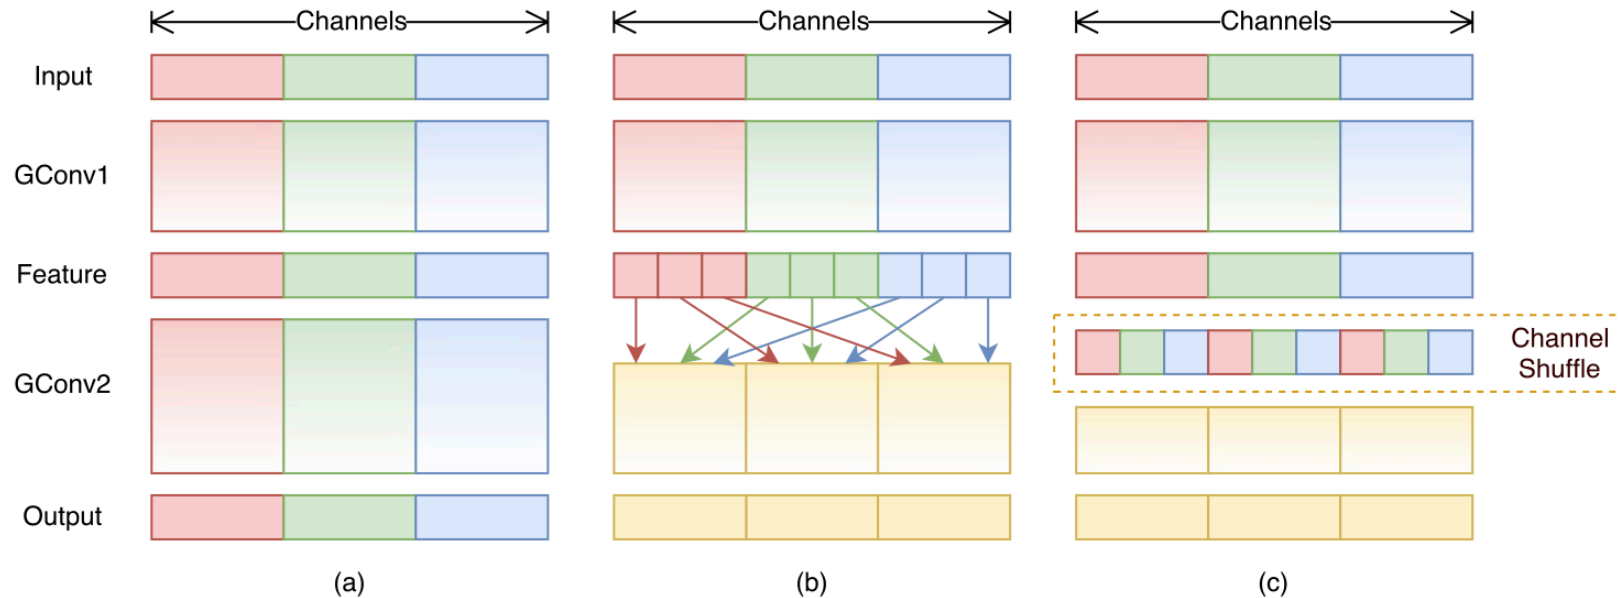 Channels
Channels
Channels
Input
GConv1
Feature
GConv2
Output
Channel
Shuffle
(a)
(b)
(c)